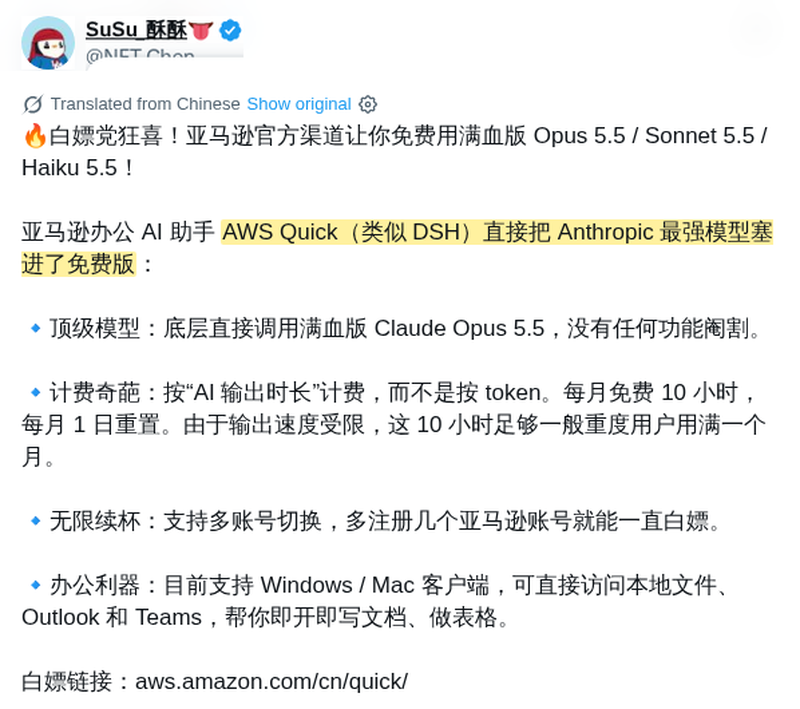 SuSu_酥酥👅
@NFT Chen
Translated from Chinese Show original
🔥白嫖党狂喜！亚马逊官方渠道让你免费用满血版 Opus 5.5 / Sonnet 5.5 /
Haiku 5.5！
亚马逊办公 AI 助手 AWS Quick（类似 DSH）直接把 Anthropic 最强模型塞
进了免费版：
🔹顶级模型：底层直接调用满血版 Claude Opus 5.5，没有任何功能阉割。
🔹计费奇葩：按“AI 输出时长”计费，而不是按 token。每月免费 10 小时，
每月 1 日重置。由于输出速度受限，这 10 小时足够一般重度用户用满一个
月。
🔹无限续杯：支持多账号切换，多注册几个亚马逊账号就能一直白嫖。
🔹办公利器：目前支持 Windows / Mac 客户端，可直接访问本地文件、
Outlook 和 Teams，帮你即开即写文档、做表格。
白嫖链接：aws.amazon.com/cn/quick/